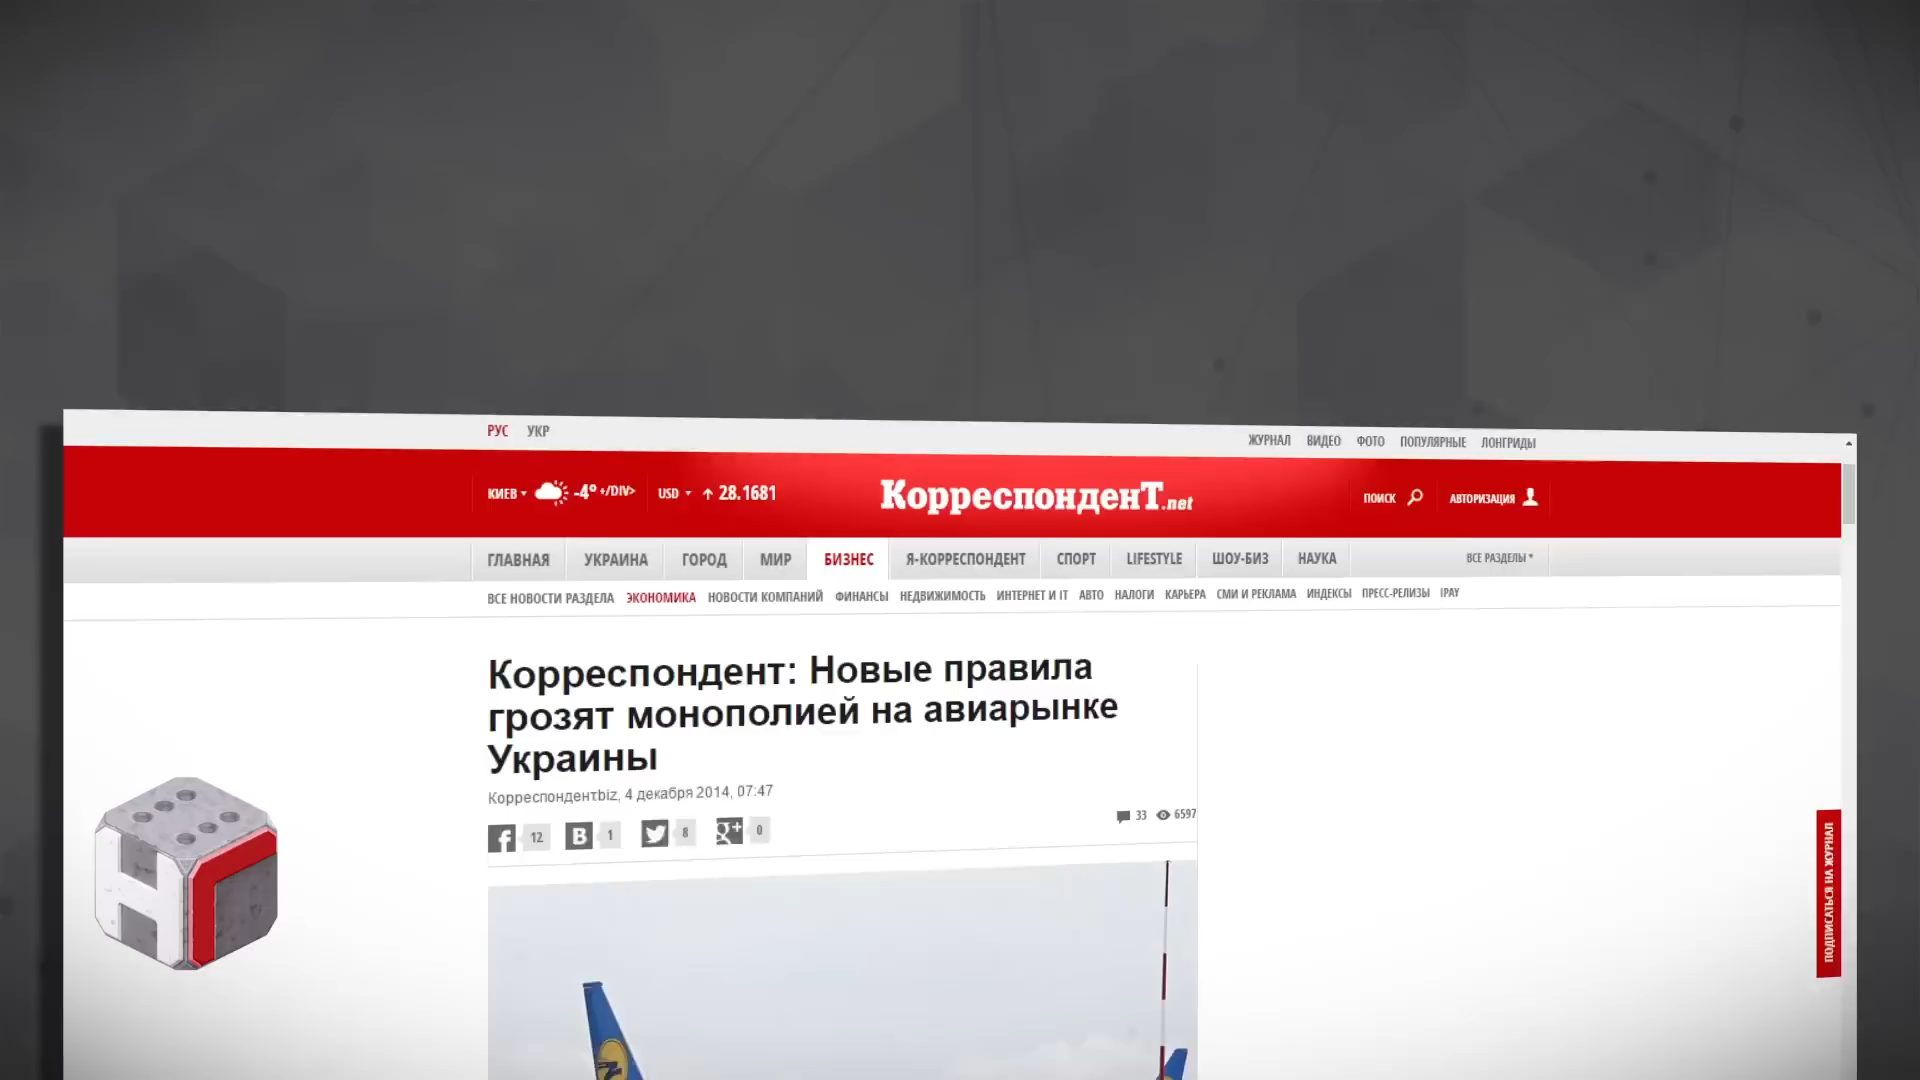 РУС УКР
ЖУРНАЛ ВИДЕО ФОТО ПОПУЛЯРНЫЕ ЛОНГРИДЫ
КИЕВ -4° +/DIV> USD 28.1681
КорреспонденТ.net
ПОИСК АВТОРИЗАЦИЯ
ГЛАВНАЯ УКРАИНА ГОРОД МИР БИЗНЕС Я-КОРРЕСПОНДЕНТ СПОРТ LIFESTYLE ШОУ-БИЗ НАУКА ВСЕ РАЗДЕЛЫ
ВСЕ НОВОСТИ РАЗДЕЛА ЭКОНОМИКА НОВОСТИ КОМПАНИЙ ФИНАНСЫ НЕДВИЖИМОСТЬ ИНТЕРНЕТ И IT АВТО НАЛОГИ КАРЬЕРА СМИ И РЕКЛАМА ИНДЕКСЫ ПРЕСС-РЕЛИЗЫ IPAY
Корреспондент: Новые правила
грозят монополией на авиарынке
Украины
Корреспондент.biz, 4 декабря 2014, 07:47
33 6597
f 12 B 1 8 g+ 0
ПОДПИСАТЬСЯ НА ЖУРНАЛ
НГ